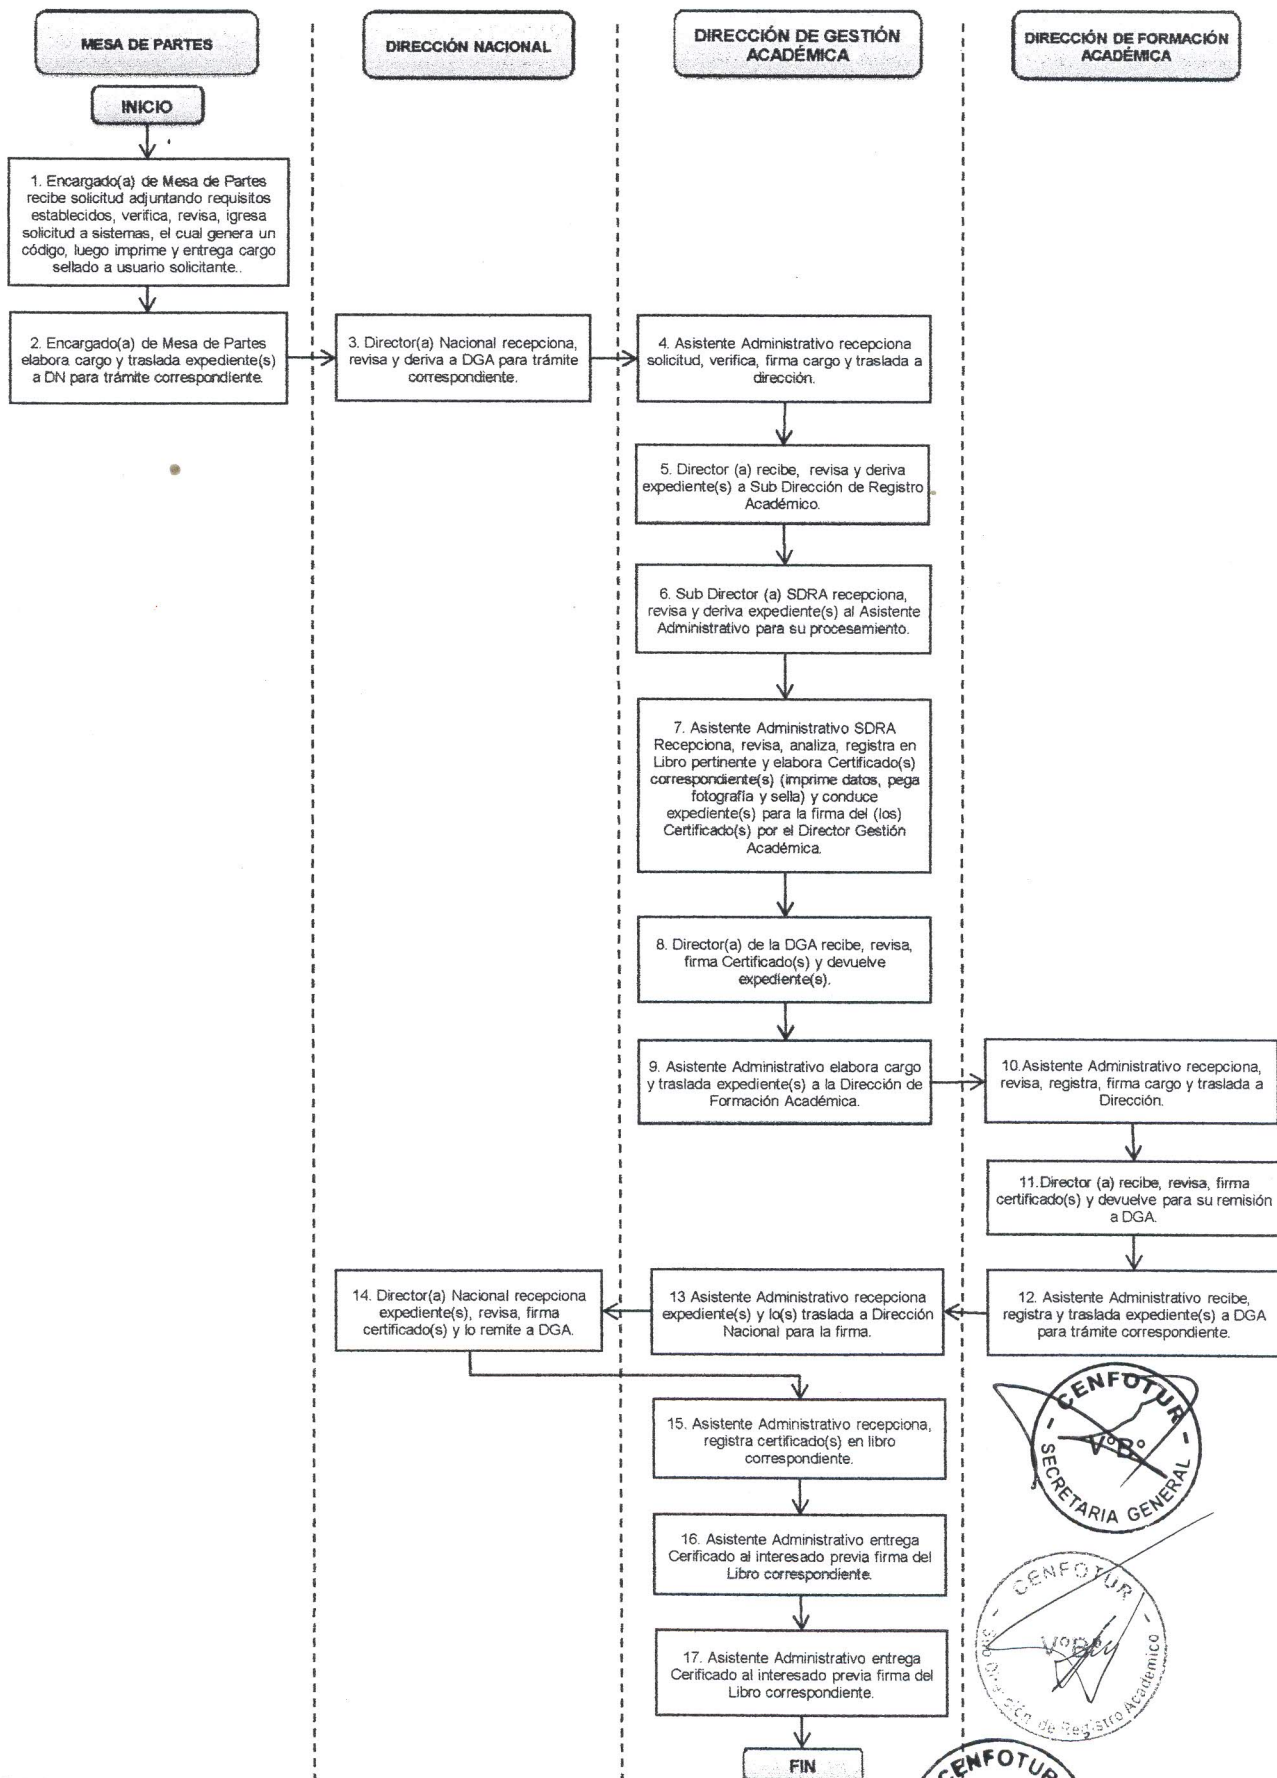 MESA DE PARTES
DIRECCIÓN NACIONAL
DIRECCIÓN DE GESTIÓN
ACADÉMICA
DIRECCIÓN DE FORMACIÓN
ACADÉMICA
INICIO
1. Encargado(a) de Mesa de Partes
recibe solicitud adjuntando requisitos
establecidos, verifica, revisa, igresa
solicitud a sistemas, el cual genera un
código, luego imprime y entrega cargo
sellado a usuario solicitante..
2. Encargado(a) de Mesa de Partes
elabora cargo y traslada expediente(s)
a DN para trámite correspondiente.
3. Director(a) Nacional recepciona,
revisa y deriva a DGA para trámite
correspondiente.
4. Asistente Administrativo recepciona
solicitud, verifica, firma cargo y traslada a
dirección.
5. Director (a) recibe, revisa y deriva
expediente(s) a Sub Dirección de Registro
Académico.
6. Sub Director (a) SDRA recepciona,
revisa y deriva expediente(s) al Asistente
Administrativo para su procesamiento.
7. Asistente Administrativo SDRA
Recepciona, revisa, analiza, registra en
Libro pertinente y elabora Certificado(s)
correspondiente(s) (imprime datos, pega
fotografía y sella) y conduce
expediente(s) para la firma del (los)
Certificado(s) por el Director Gestión
Académica.
8. Director(a) de la DGA recibe, revisa,
firma Certificado(s) y devuelve
expediente(s).
9. Asistente Administrativo elabora cargo
y traslada expediente(s) a la Dirección de
Formación Académica.
10.Asistente Administrativo recepciona,
revisa, registra, firma cargo y traslada a
Dirección.
11.Director (a) recibe, revisa, firma
certificado(s) y devuelve para su remisión
a DGA.
12. Asistente Administrativo recibe,
registra y traslada expediente(s) a DGA
para trámite correspondiente.
13 Asistente Administrativo recepciona
expediente(s) y lo(s) traslada a Dirección
Nacional para la firma.
14. Director(a) Nacional recepciona
expediente(s), revisa, firma
certificado(s) y lo remite a DGA.
15. Asistente Administrativo recepciona,
registra certificado(s) en libro
correspondiente.
16. Asistente Administrativo entrega
Cerificado al interesado previa firma del
Libro correspondiente.
17. Asistente Administrativo entrega
Cerificado al interesado previa firma del
Libro correspondiente.
FIN
- CENFOTUR -
V°B°
SECRETARIA GENERAL
- CENFOTUR -
V°B°
Sub Dirección de Registro Académico
CENFOTUR